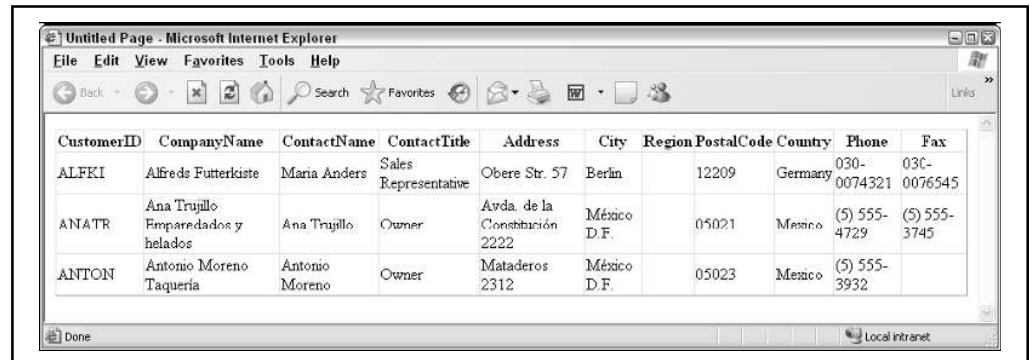 Untitled Page - Microsoft Internet Explorer
File Edit View Favorites Tools Help
Back Search Favorites Links
CustomerID CompanyName ContactName ContactTitle Address City Region PostalCode Country Phone Fax
ALFKI Alfreds Futterkiste Maria Anders Sales Representative Obere Str. 57 Berlin 12209 Germany 030-0074321 030-0076545
ANATR Ana Trujillo Emparedados y helados Ana Trujillo Owner Avda. de la Constitución 2222 México D.F. 05021 Mexico (5) 555-4729 (5) 555-3745
ANTON Antonio Moreno Taquería Antonio Moreno Owner Mataderos 2312 México D.F. 05023 Mexico (5) 555-3932
Done Local intranet